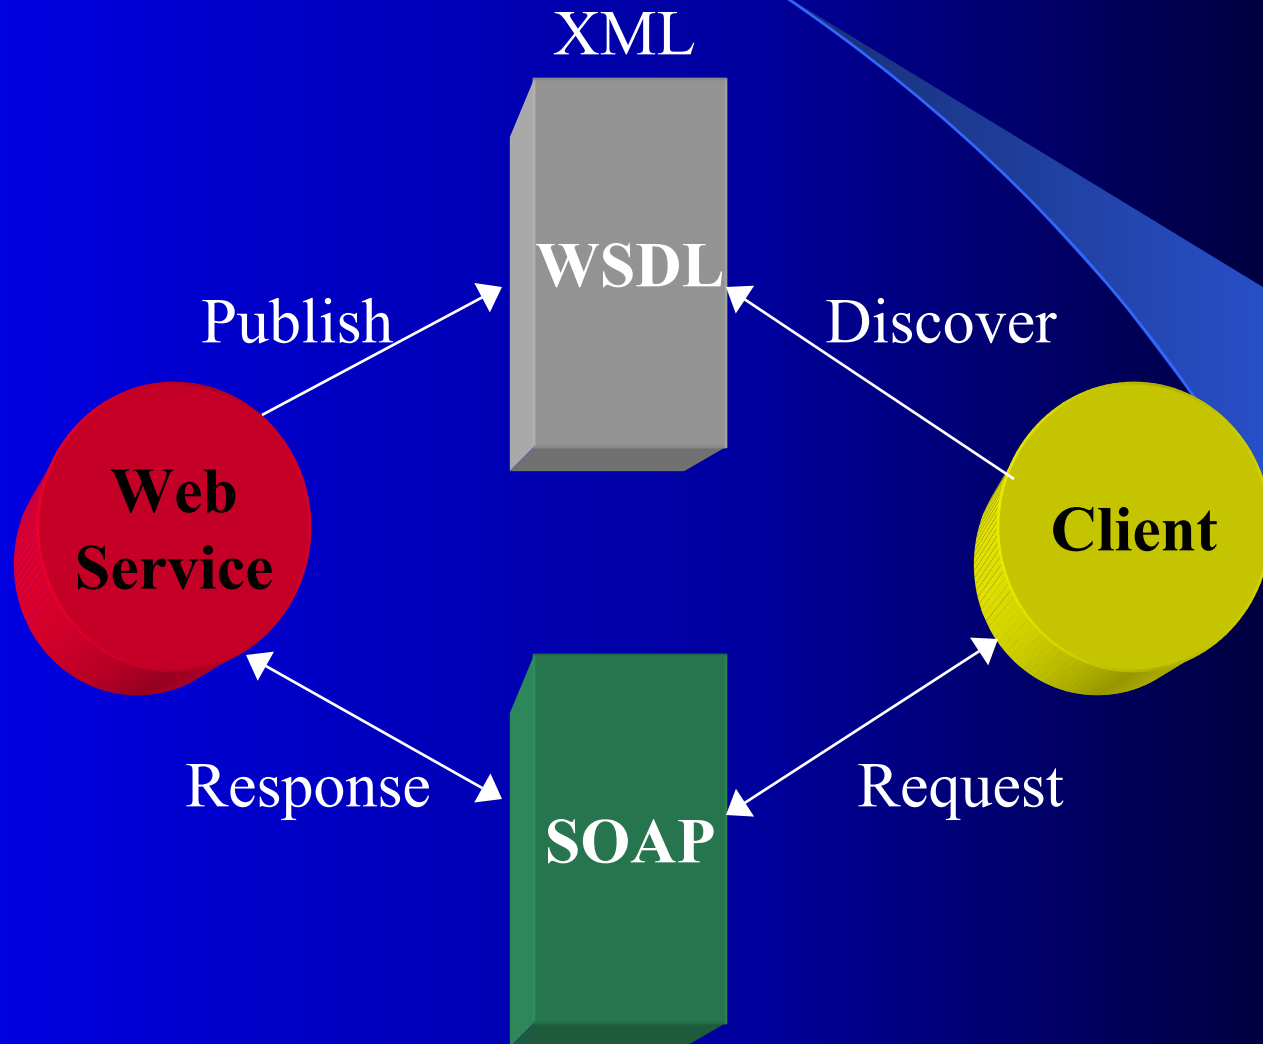 XML
WSDL
Publish
Discover
Web
Service
Client
Response
Request
SOAP